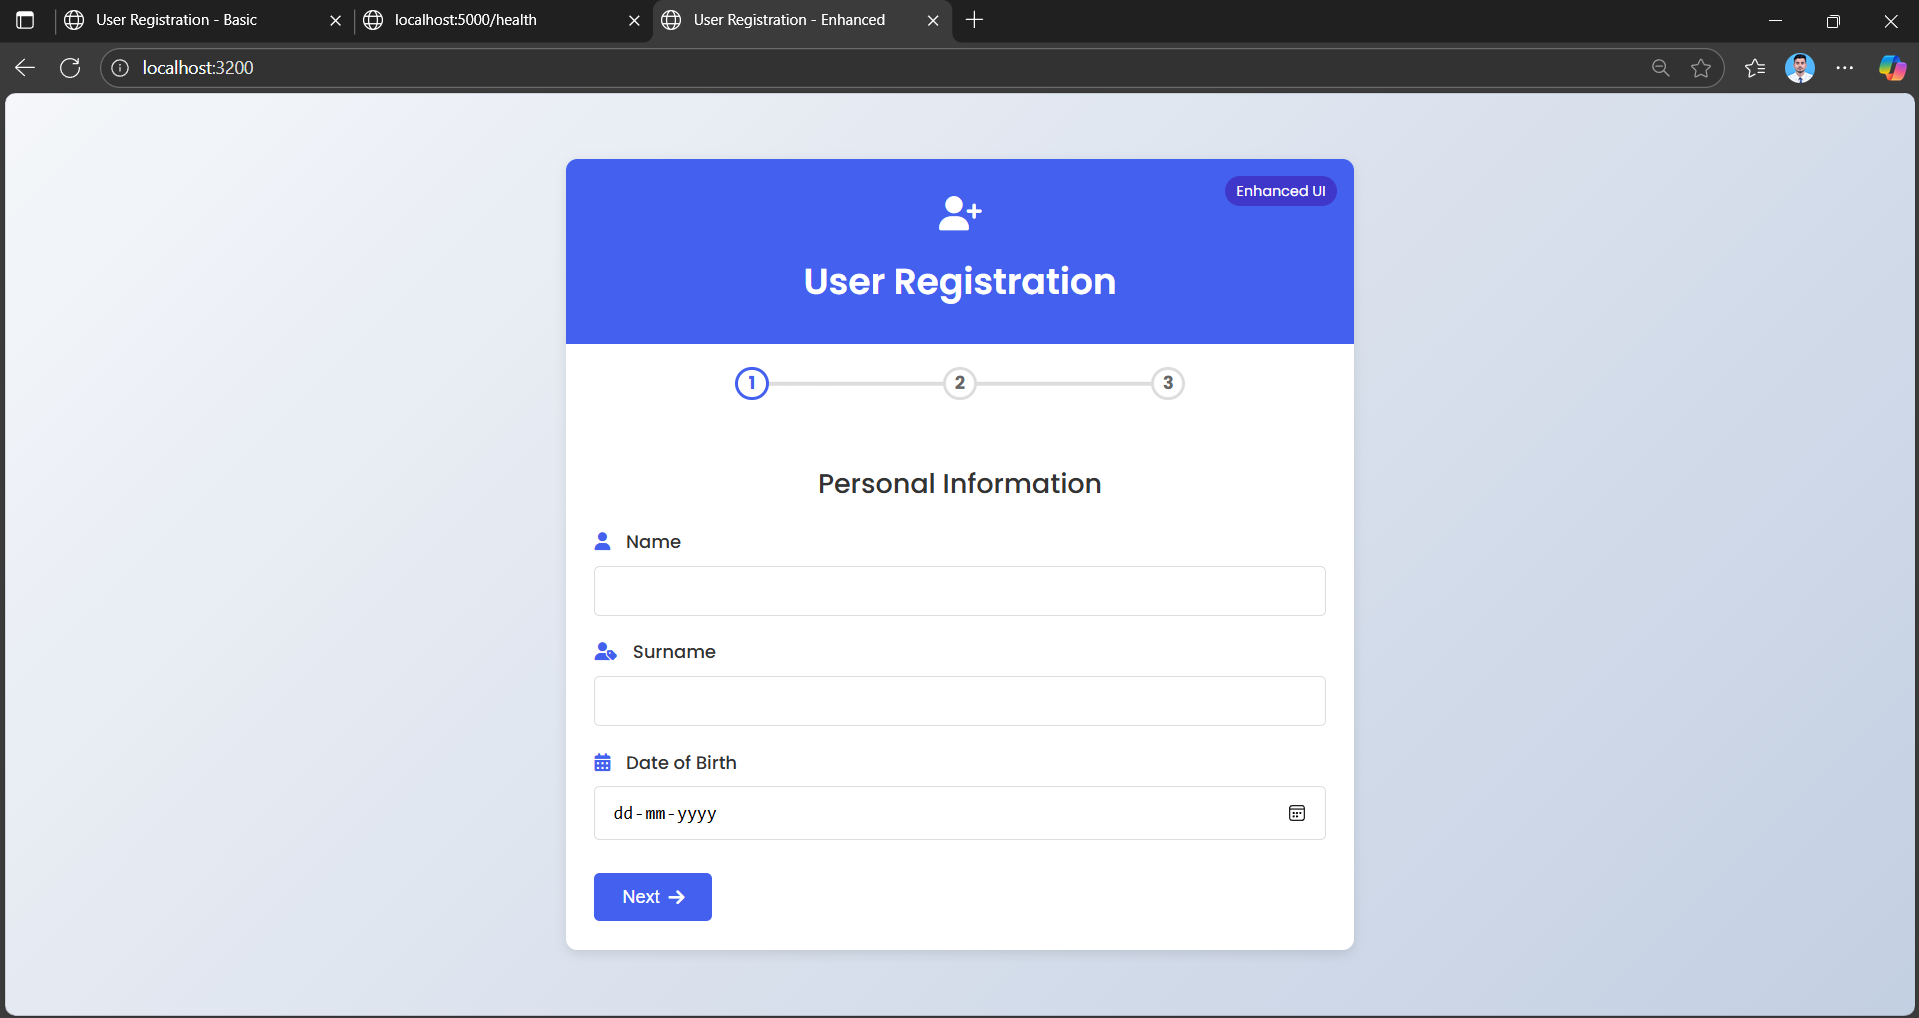 User Registration - Basic
localhost:5000/health
User Registration - Enhanced
localhost:3200
Enhanced UI
User Registration
1 2 3
Personal Information
Name
Surname
Date of Birth
dd-mm-yyyy
Next